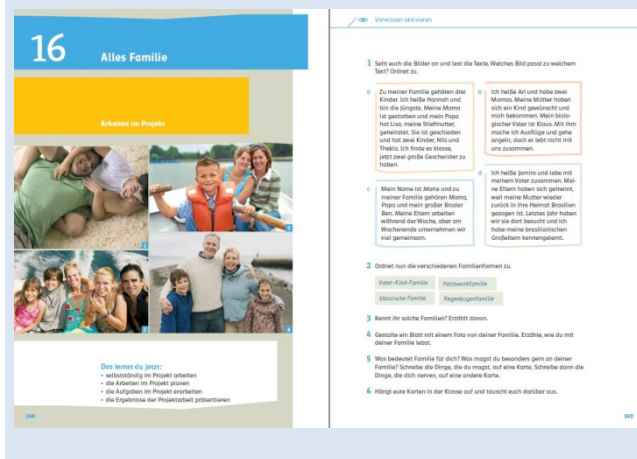 16
Alles Familie
Arbeiten im Projekt
1
3
2
4
Das lernst du jetzt:
• selbstständig im Projekt arbeiten
• die Arbeiten im Projekt planen
• die Aufgaben im Projekt erarbeiten
• die Ergebnisse der Projektarbeit präsentieren
Vorwissen aktivieren
1 Seht euch die Bilder an und lest die Texte. Welches Bild passt zu welchem
Text? Ordnet zu.
a Zu meiner Familie gehören drei
Kinder. Ich heiße Hannah und
bin die jüngste. Meine Mama
ist gestorben und mein Papa
hat Lisa, meine Stiefmutter,
geheiratet. Sie ist geschieden
und hat zwei Kinder, Nils und
Thekla. Ich finde es klasse,
jetzt zwei große Geschwister zu
haben.
b Ich heiße Ari und habe zwei
Mamas. Meine Mütter haben
sich ein Kind gewünscht und
mich bekommen. Mein biolo-
gischer Vater ist Klaus. Mit ihm
mache ich Ausflüge und gehe
angeln, doch er lebt nicht mit
uns zusammen.
c Mein Name ist Marie und zu
meiner Familie gehören Mama,
Papa und mein großer Bruder
Ben. Meine Eltern arbeiten
während der Woche, aber am
Wochenende unternehmen wir
viel gemeinsam.
d Ich heiße Jamiro und lebe mit
meinem Vater zusammen. Mei-
ne Eltern haben sich getrennt,
weil meine Mutter wieder
zurück in ihre Heimat Brasilien
gezogen ist. Letztes Jahr haben
wir sie dort besucht und ich
habe meine brasilianischen
Großeltern kennengelernt.
2 Ordnet nun die verschiedenen Familienformen zu.
Vater-Kind-Familie Patchworkfamilie
klassische Familie Regenbogenfamilie
3 Kennt ihr solche Familien? Erzählt davon.
4 Gestalte ein Blatt mit einem Foto von deiner Familie. Erzähle, wie du mit
deiner Familie lebst.
5 Was bedeutet Familie für dich? Was magst du besonders gern an deiner
Familie? Schreibe die Dinge, die du magst, auf eine Karte. Schreibe dann die
Dinge, die dich nerven, auf eine andere Karte.
6 Hängt eure Karten in der Klasse auf und tauscht euch darüber aus.